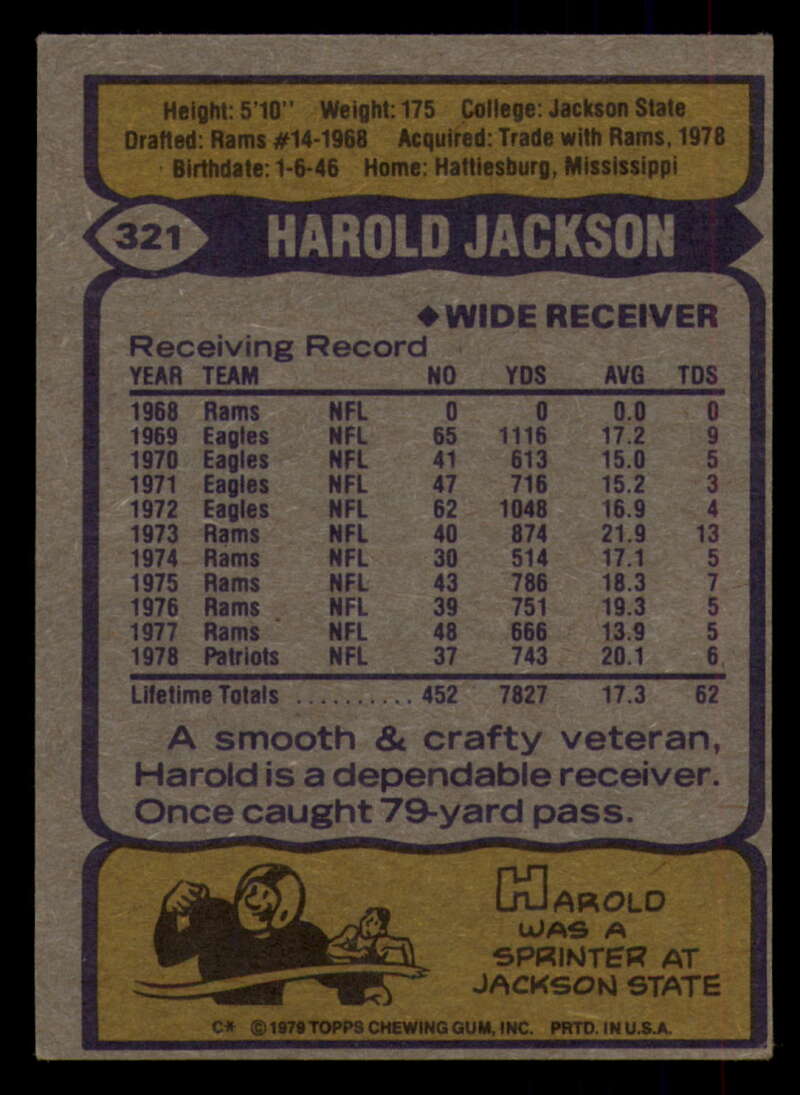 Height: 5'10" Weight: 175 College: Jackson State
Drafted: Rams #14-1968 Acquired: Trade with Rams, 1978
Birthdate: 1-6-46 Home: Hattiesburg, Mississippi
321 HAROLD JACKSON
◆WIDE RECEIVER
Receiving Record
YEAR TEAM NO YDS AVG TDS
1968 Rams NFL 0 0 0.0 0
1969 Eagles NFL 65 1116 17.2 9
1970 Eagles NFL 41 613 15.0 5
1971 Eagles NFL 47 716 15.2 3
1972 Eagles NFL 62 1048 16.9 4
1973 Rams NFL 40 874 21.9 13
1974 Rams NFL 30 514 17.1 5
1975 Rams NFL 43 786 18.3 7
1976 Rams NFL 39 751 19.3 5
1977 Rams NFL 48 666 13.9 5
1978 Patriots NFL 37 743 20.1 6
Lifetime Totals .......... 452 7827 17.3 62
A smooth & crafty veteran,
Harold is a dependable receiver.
Once caught 79-yard pass.
HAROLD
WAS A
SPRINTER AT
JACKSON STATE
C* ©1979 TOPPS CHEWING GUM, INC. PRTD. IN U.S.A.